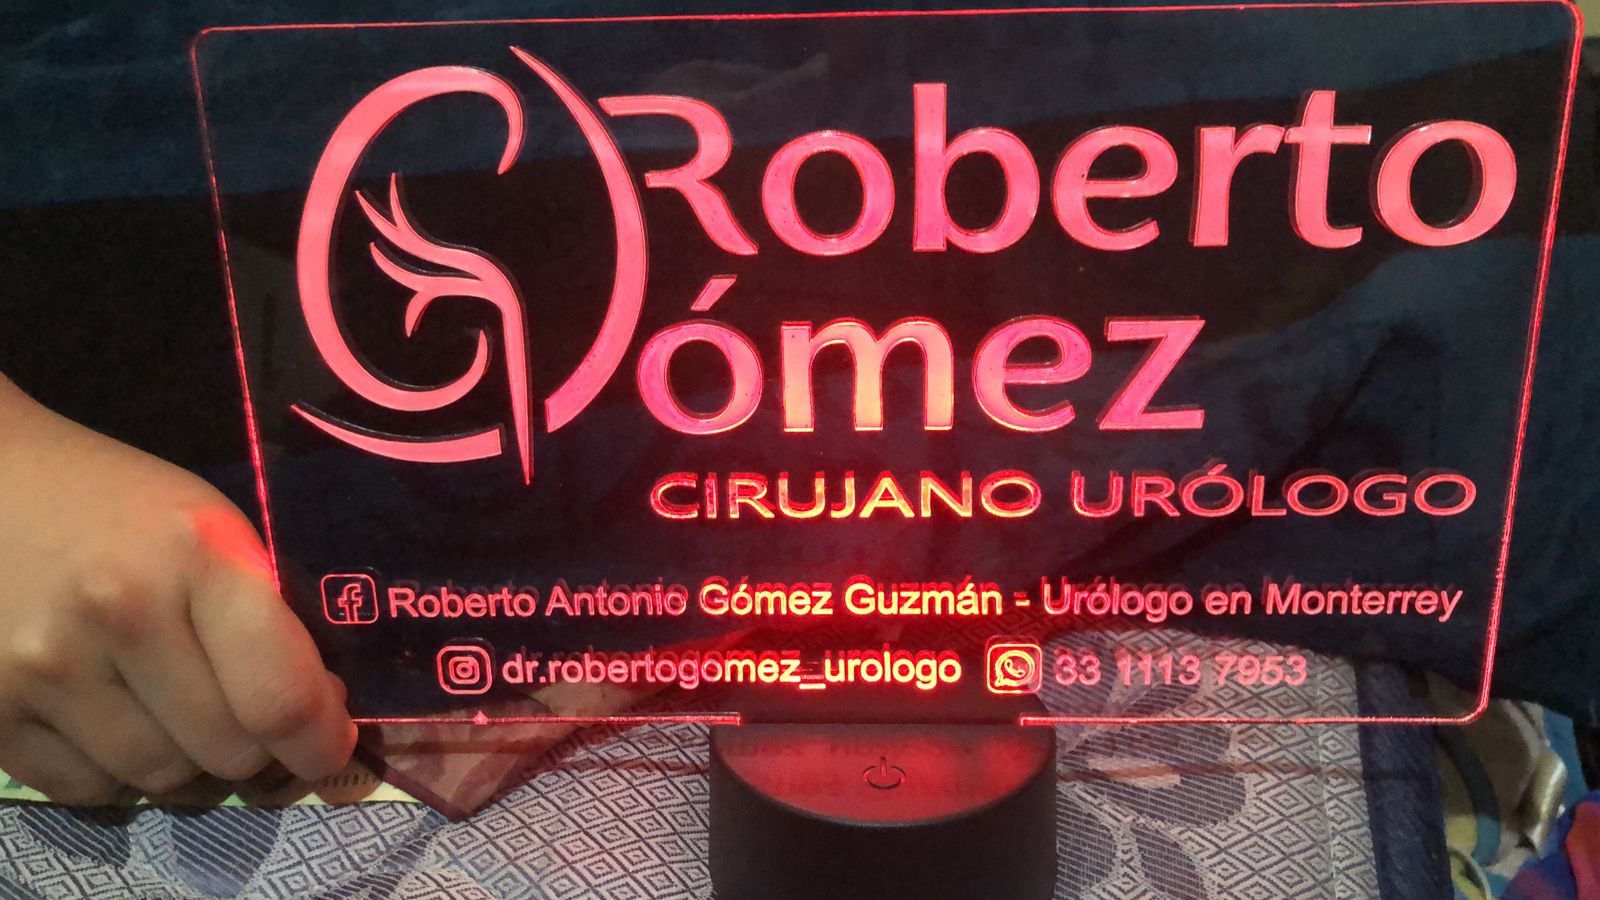 Roberto
Gómez
CIRUJANO URÓLOGO
Roberto Antonio Gómez Guzmán - Urólogo en Monterrey
dr.robertogomez_urologo 33 1113 7953